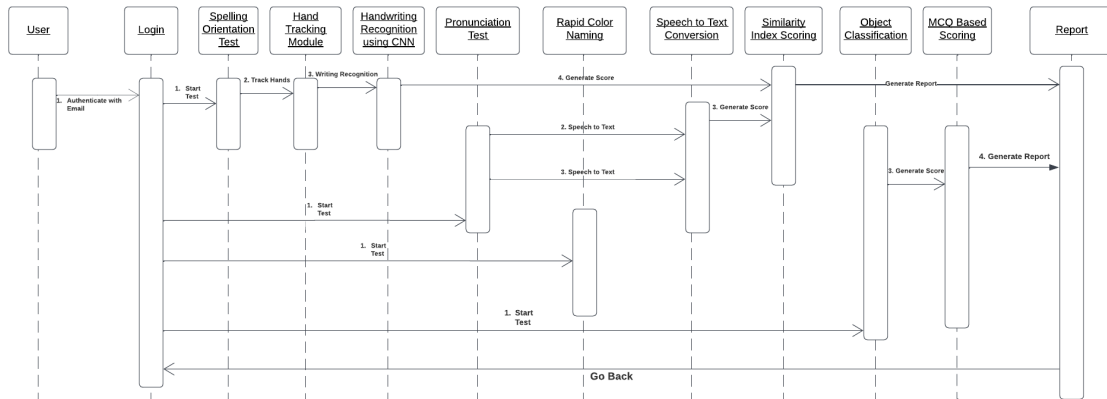 User
Login
Spelling
Orientation
Test
Hand
Tracking
Module
Handwriting
Recognition
using CNN
Pronunciation
Test
Rapid Color
Naming
Speech to Text
Conversion
Similarity
Index Scoring
Object
Classification
MCQ Based
Scoring
Report
1. Authenticate with
Email
1. Start
Test
2. Track Hands
3. Writing Recognition
4. Generate Score
Generate Report
3. Generate Score
2. Speech to Text
4. Generate Report
3. Speech to Text
3. Generate Score
1. Start
Test
1. Start
Test
1. Start
Test
Go Back